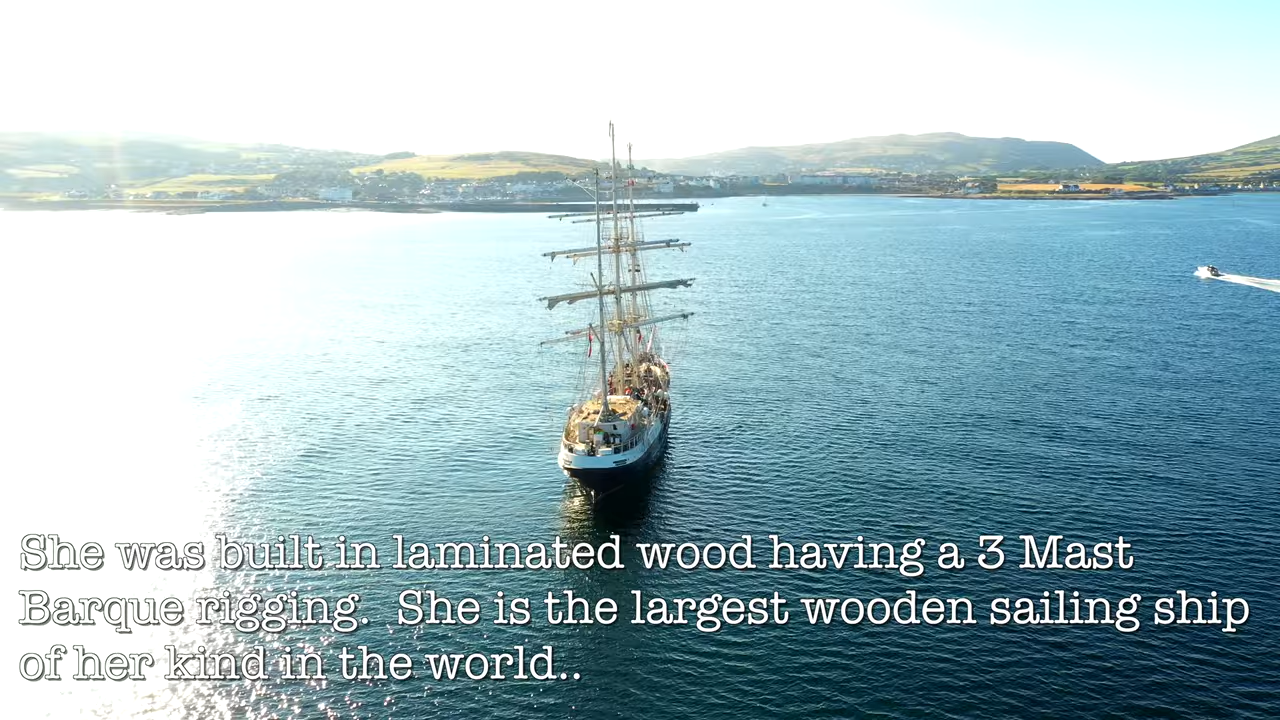 She was built in laminated wood having a 3 Mast
Barque rigging.  She is the largest wooden sailing ship
of her kind in the world..